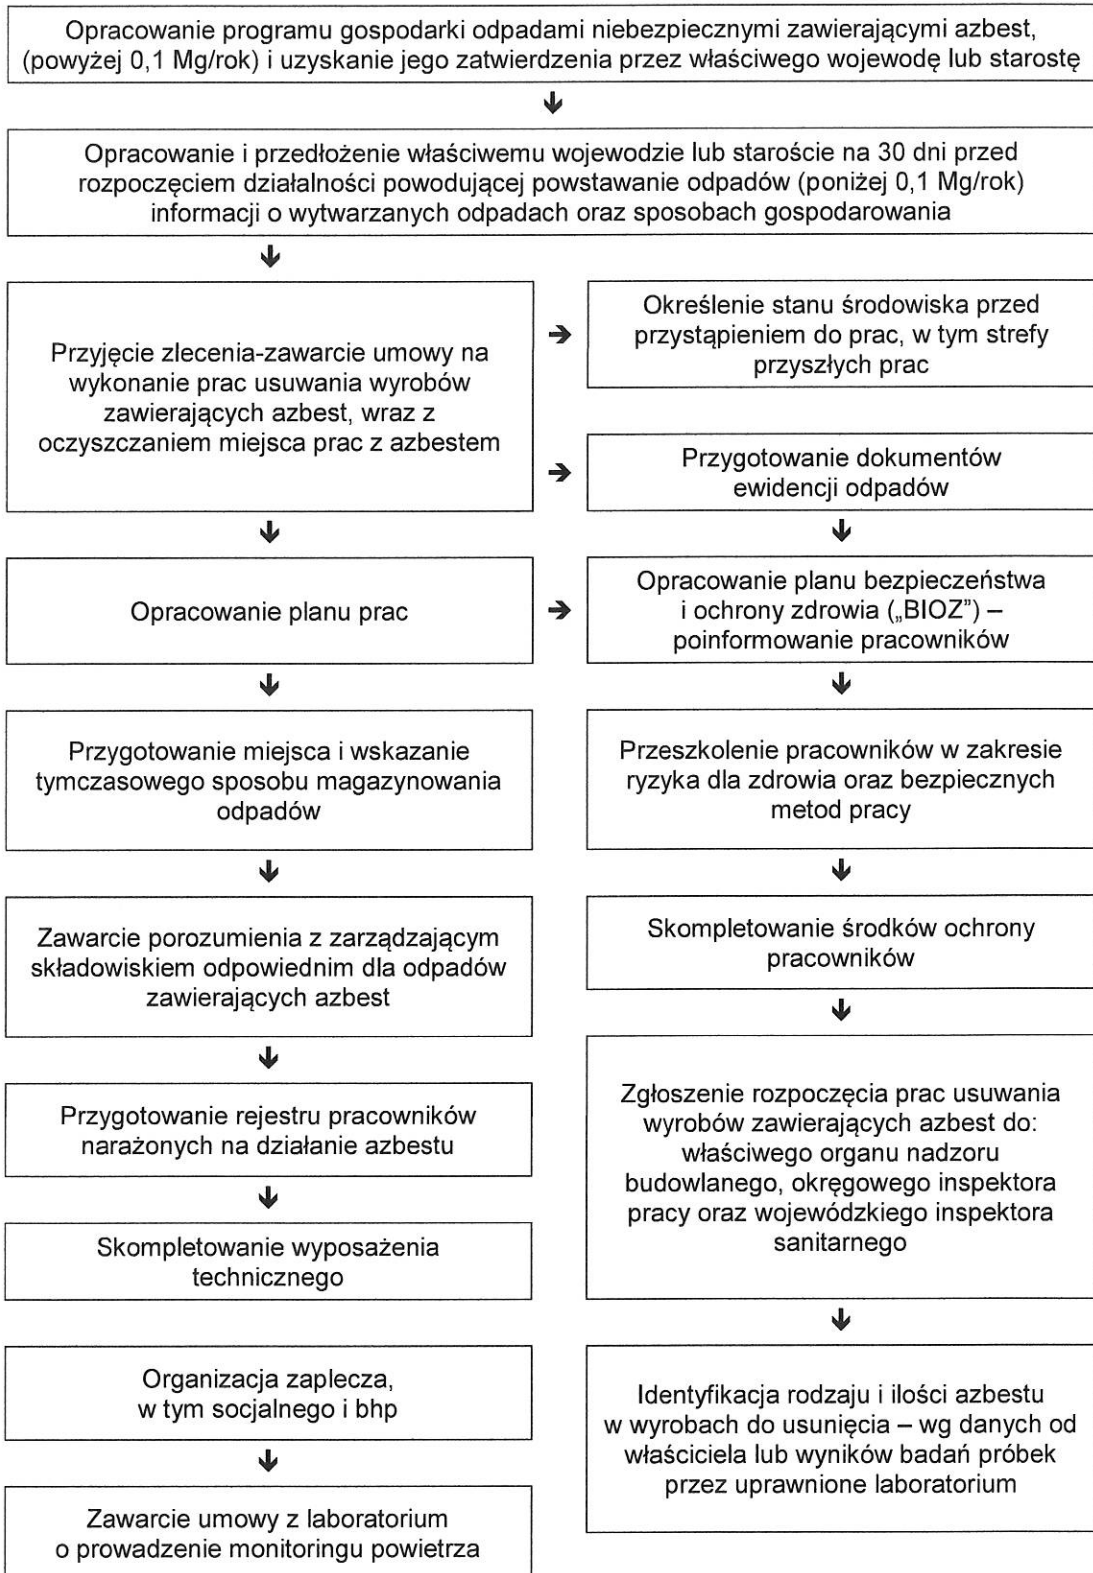 Opracowanie programu gospodarki odpadami niebezpiecznymi zawierającymi azbest,
(powyżej 0,1 Mg/rok) i uzyskanie jego zatwierdzenia przez właściwego wojewodę lub starostę
Opracowanie i przedłożenie właściwemu wojewodzie lub staroście na 30 dni przed
rozpoczęciem działalności powodującej powstawanie odpadów (poniżej 0,1 Mg/rok)
informacji o wytwarzanych odpadach oraz sposobach gospodarowania
Przyjęcie zlecenia-zawarcie umowy na
wykonanie prac usuwania wyrobów
zawierających azbest, wraz z
oczyszczaniem miejsca prac z azbestem
Określenie stanu środowiska przed
przystąpieniem do prac, w tym strefy
przyszłych prac
Przygotowanie dokumentów
ewidencji odpadów
Opracowanie planu prac
Opracowanie planu bezpieczeństwa
i ochrony zdrowia („BIOZ”) –
poinformowanie pracowników
Przygotowanie miejsca i wskazanie
tymczasowego sposobu magazynowania
odpadów
Przeszkolenie pracowników w zakresie
ryzyka dla zdrowia oraz bezpiecznych
metod pracy
Zawarcie porozumienia z zarządzającym
składowiskiem odpowiednim dla odpadów
zawierających azbest
Skompletowanie środków ochrony
pracowników
Przygotowanie rejestru pracowników
narażonych na działanie azbestu
Zgłoszenie rozpoczęcia prac usuwania
wyrobów zawierających azbest do:
właściwego organu nadzoru
budowlanego, okręgowego inspektora
pracy oraz wojewódzkiego inspektora
sanitarnego
Skompletowanie wyposażenia
technicznego
Organizacja zaplecza,
w tym socjalnego i bhp
Identyfikacja rodzaju i ilości azbestu
w wyrobach do usunięcia – wg danych od
właściciela lub wyników badań próbek
przez uprawnione laboratorium
Zawarcie umowy z laboratorium
o prowadzenie monitoringu powietrza